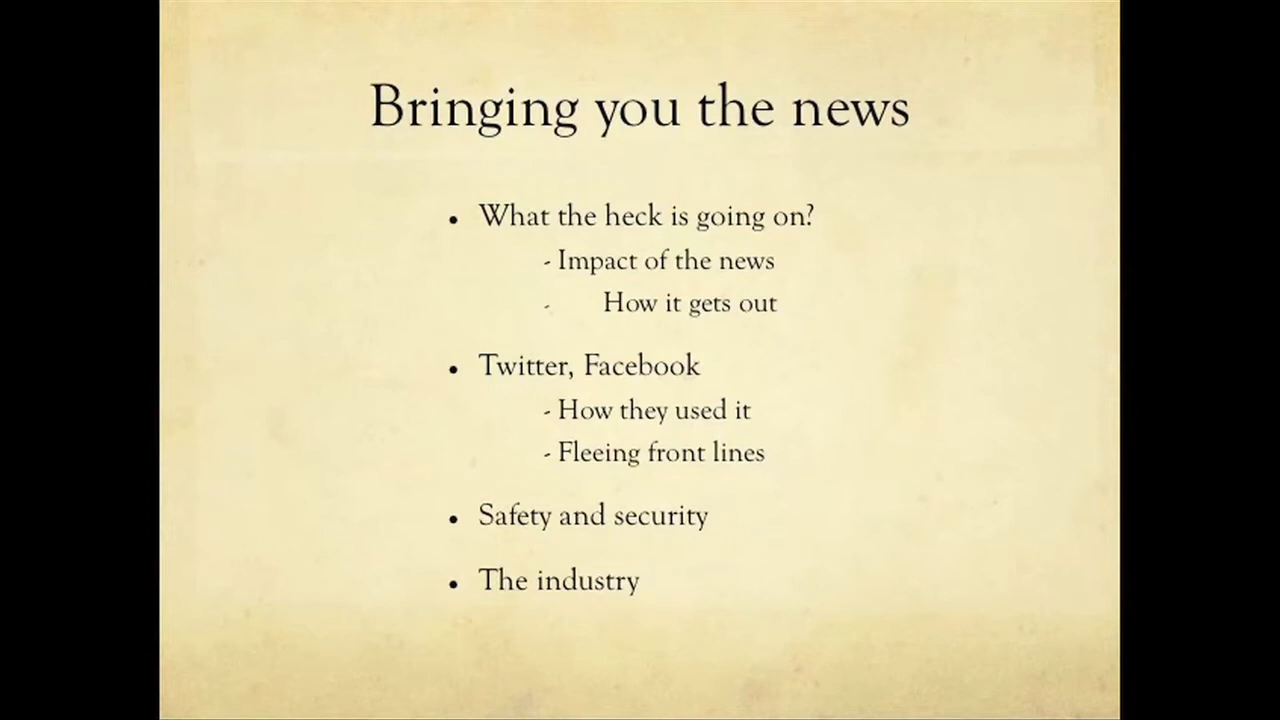 Bringing you the news
• What the heck is going on?
- Impact of the news
- How it gets out
• Twitter, Facebook
- How they used it
- Fleeing front lines
• Safety and security
• The industry